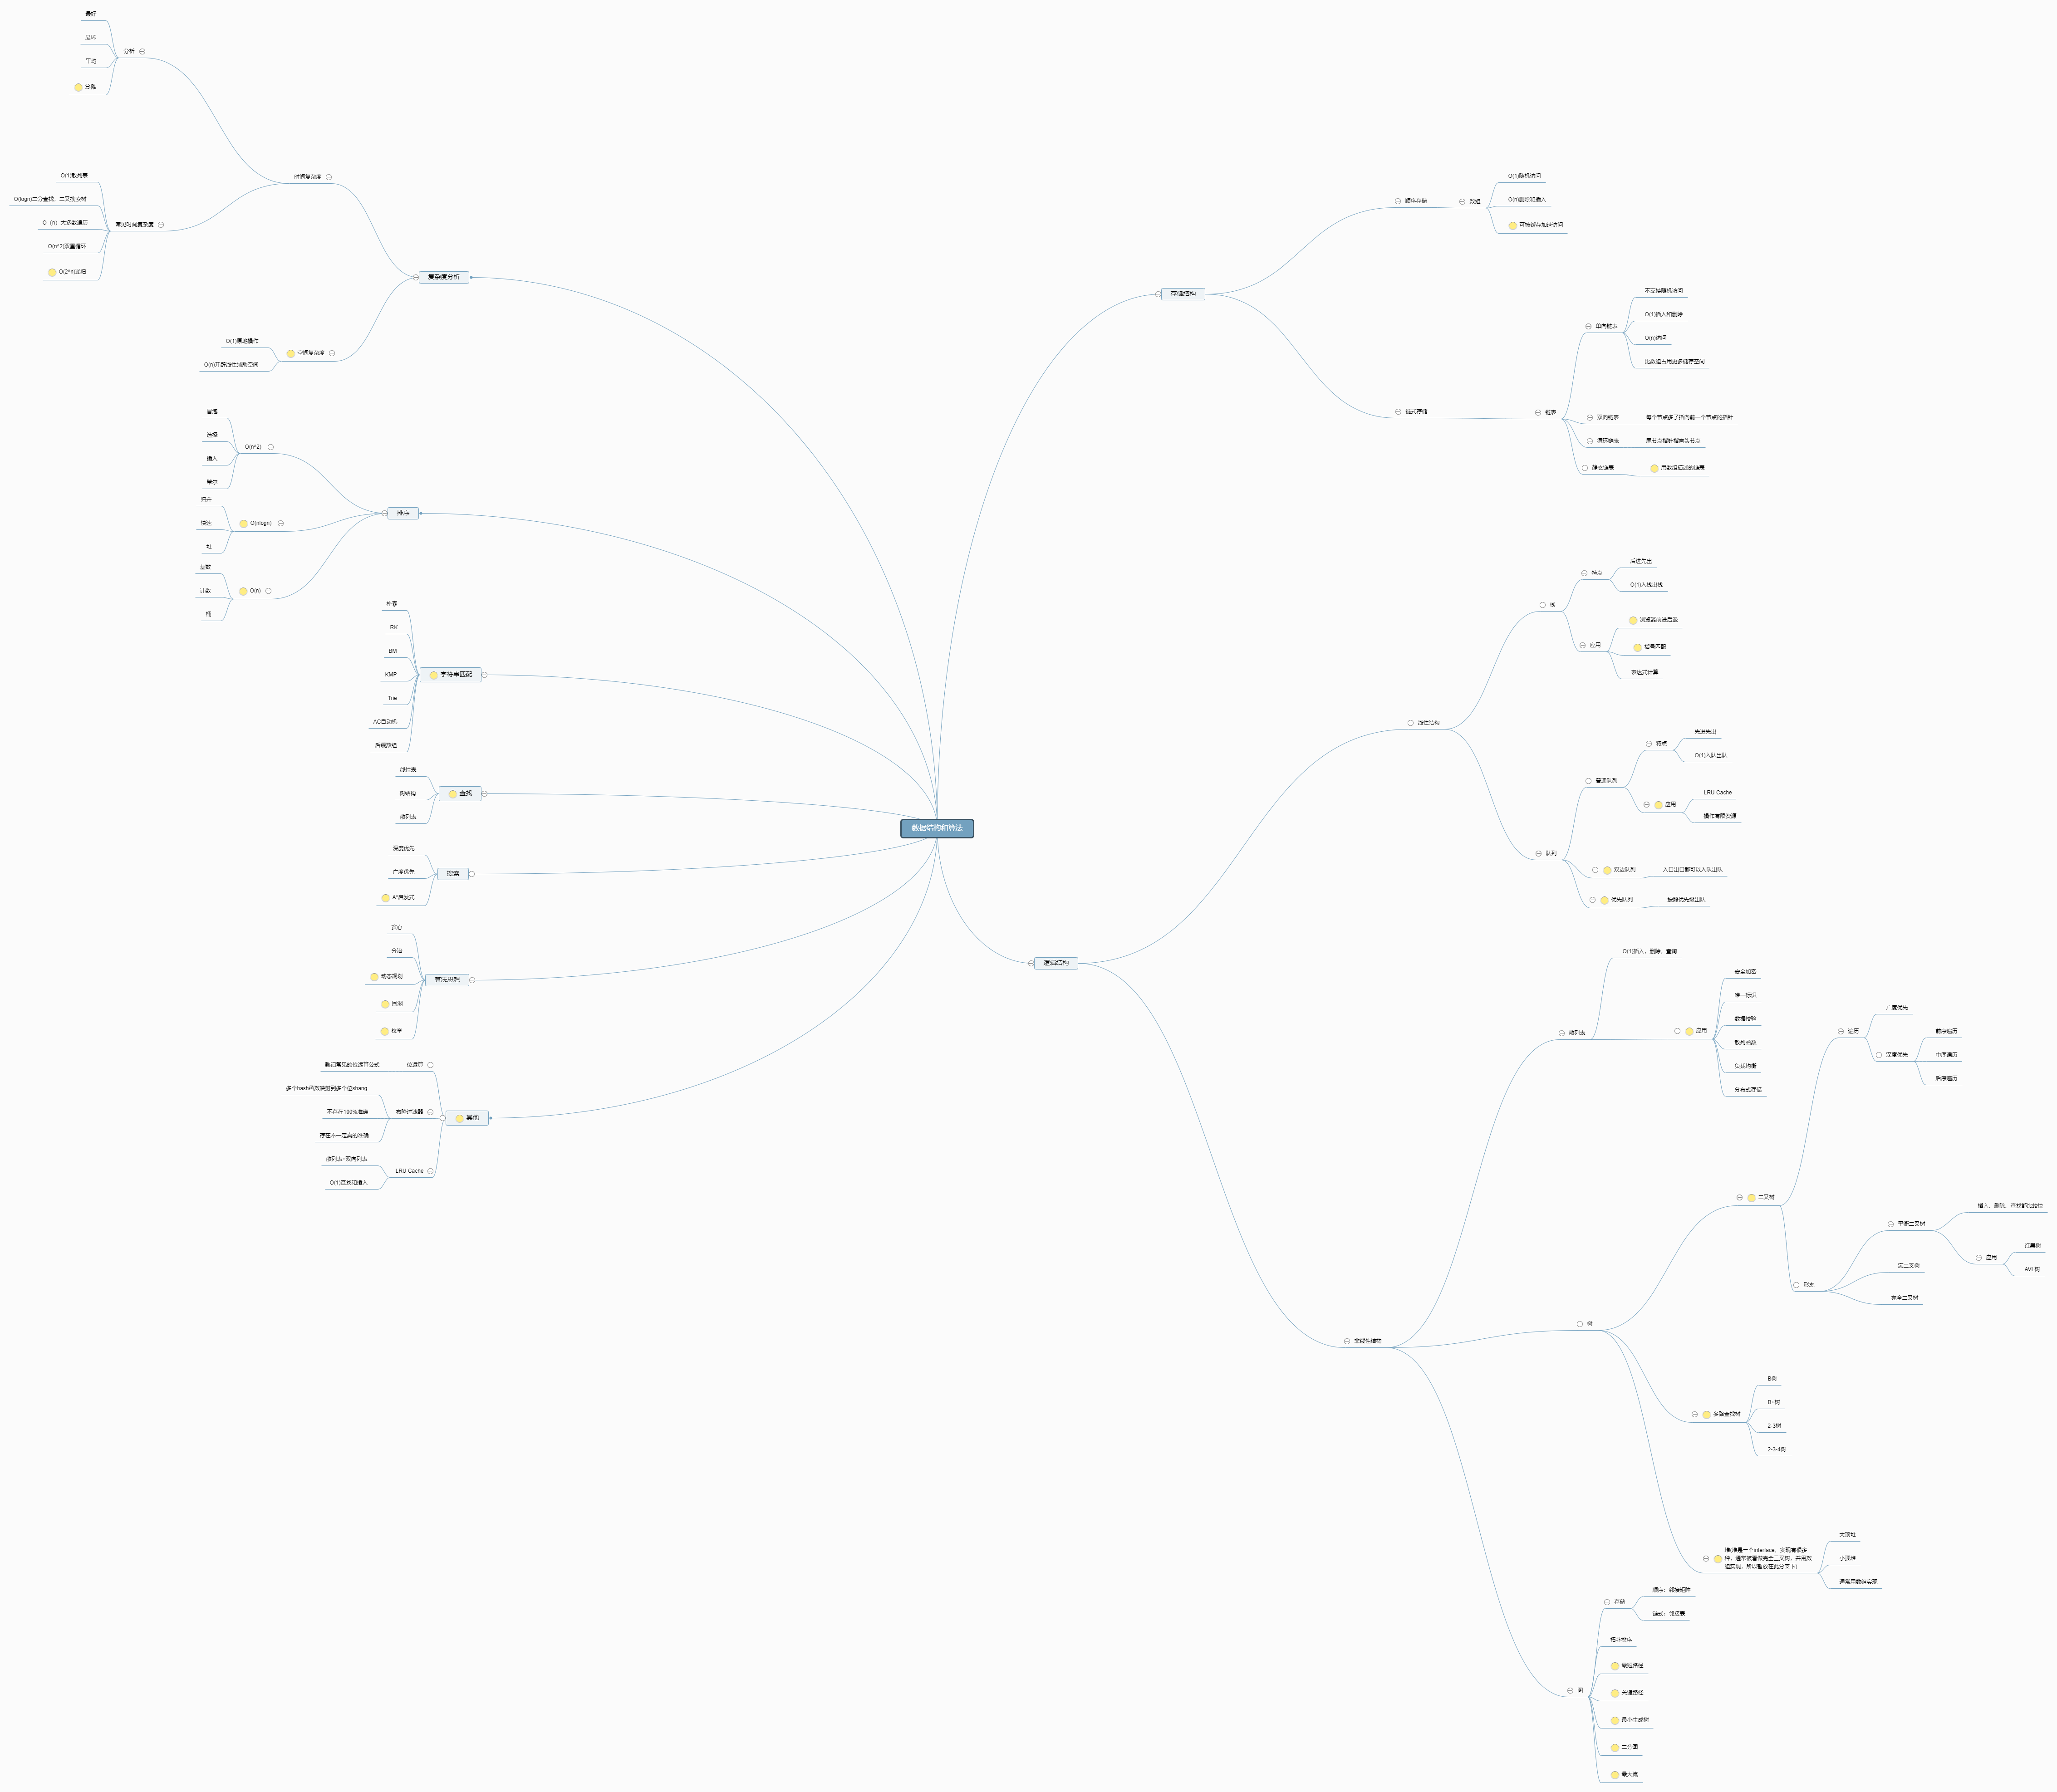 数据结构和算法
复杂度分析
时间复杂度
分析
最好
最坏
平均
分摊
常见时间复杂度
O(1)散列表
O(logn)二分查找、二叉搜索树
O（n）大多数遍历
O(n^2)双重循环
O(2^n)递归
空间复杂度
O(1)原地操作
O(n)开辟线性辅助空间
排序
O(n^2)
冒泡
选择
插入
希尔
O(nlogn)
归并
快速
堆
O(n)
基数
计数
桶
字符串匹配
朴素
RK
BM
KMP
Trie
AC自动机
后缀数组
查找
线性表
树结构
散列表
搜索
深度优先
广度优先
A*启发式
算法思想
贪心
分治
动态规划
回溯
枚举
其他
位运算
熟记常见的位运算公式
布隆过滤器
多个hash函数映射到多个位shang
不存在100%准确
存在不一定真的准确
LRU Cache
散列表+双向列表
O(1)查找和插入
存储结构
顺序存储
数组
O(1)随机访问
O(n)删除和插入
可被缓存加速访问
链式存储
链表
单向链表
不支持随机访问
O(1)插入和删除
O(n)访问
比数组占用更多储存空间
双向链表
每个节点多了指向前一个节点的指针
循环链表
尾节点指针指向头节点
静态链表
用数组描述的链表
逻辑结构
线性结构
栈
特点
后进先出
O(1)入栈出栈
应用
浏览器前进后退
括号匹配
表达式计算
队列
普通队列
特点
先进先出
O(1)入队出队
应用
LRU Cache
操作有限资源
双边队列
入口出口都可以入队出队
优先队列
按照优先级出队
非线性结构
散列表
O(1)插入、删除、查询
应用
安全加密
唯一标识
数据校验
散列函数
负载均衡
分布式存储
树
二叉树
遍历
广度优先
深度优先
前序遍历
中序遍历
后序遍历
形态
平衡二叉树
插入、删除、查找都比较快
应用
红黑树
AVL树
满二叉树
完全二叉树
多路查找树
B树
B+树
2-3树
2-3-4树
堆(堆是一个interface，实现有很多
种，通常被看做完全二叉树，并用数
组实现，所以暂放在此分支下)
大顶堆
小顶堆
通常用数组实现
图
存储
顺序：邻接矩阵
链式：邻接表
拓扑排序
最短路径
关键路径
最小生成树
二分图
最大流